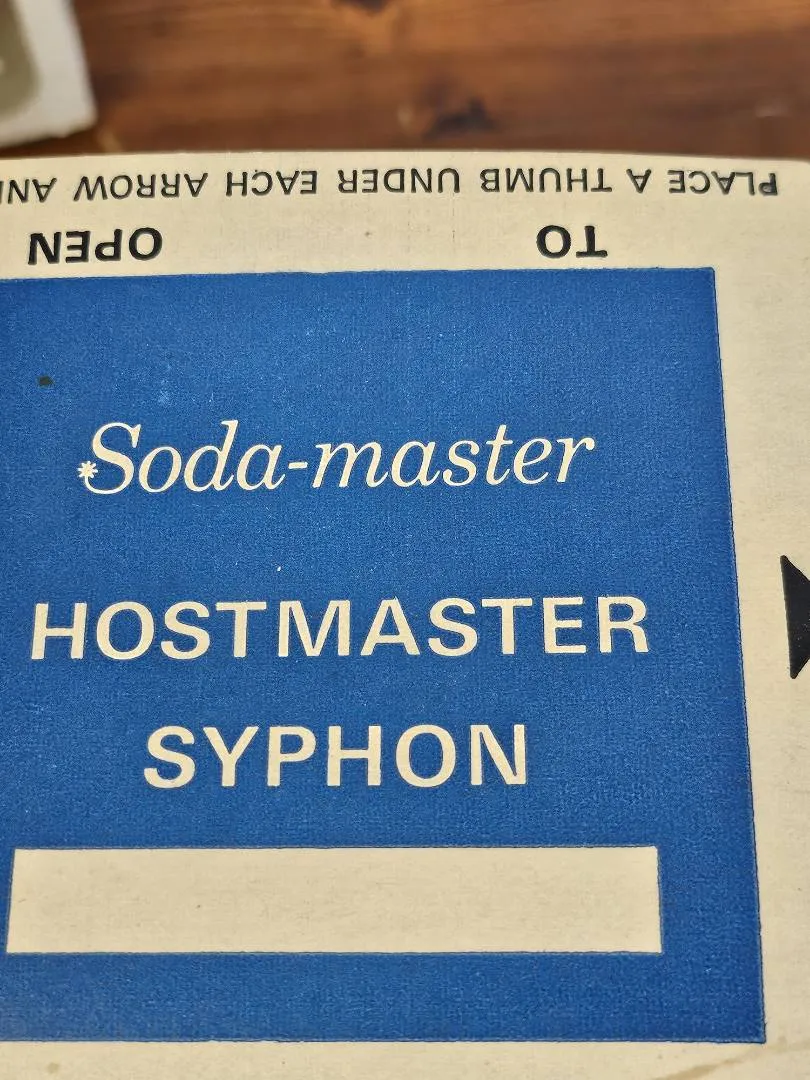 PLACE A THUMB UNDER EACH ARROW
TO OPEN
Soda-master
HOSTMASTER
SYPHON